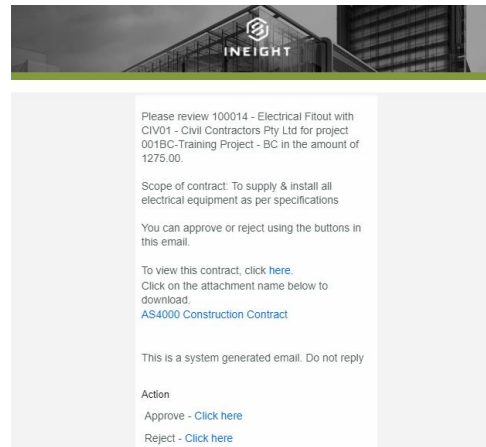 INEIGHT
Please review 100014 - Electrical Fitout with
CIV01 - Civil Contractors Pty Ltd for project
001BC-Training Project - BC in the amount of
1275.00.
Scope of contract: To supply & install all
electrical equipment as per specifications
You can approve or reject using the buttons in
this email.
To view this contract, click here.
Click on the attachment name below to
download.
AS4000 Construction Contract
This is a system generated email. Do not reply
Action
Approve - Click here
Reject - Click here